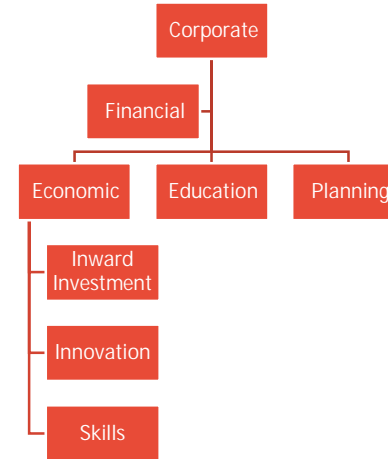 Corporate
Financial
Economic
Education
Planning
Inward
Investment
Innovation
Skills